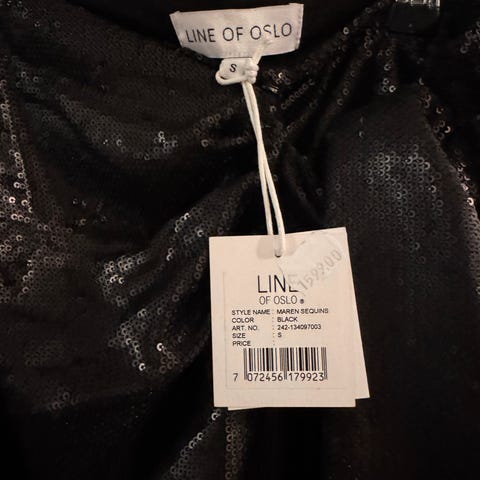 LINE OF OSLO
S
1599.00
LINE
OF OSLO ®
STYLE NAME : MAREN SEQUINS
COLOR : BLACK
ART. NO. : 242-134097003
SIZE : S
PRICE :
7 072456 179923